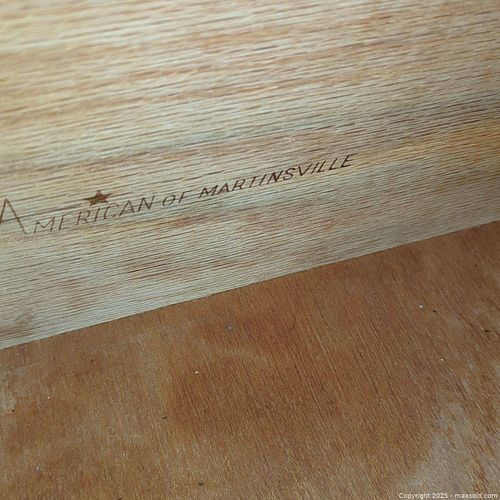 AMERICAN OF MARTINSVILLE
Copyright 2025 - maxsold.com